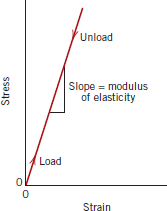 Unload
Slope = modulus
of elasticity
Stress
Load
0
0
Strain